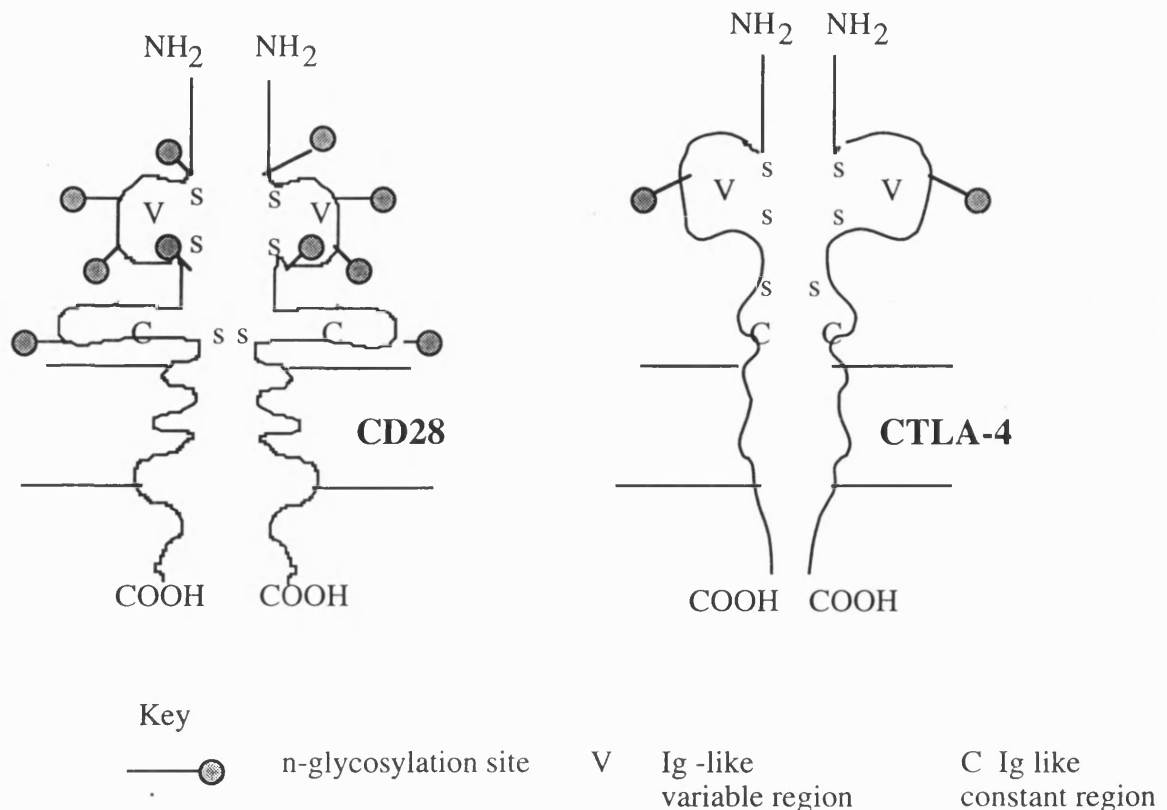 NH2 NH2
S S
V V
S S
C S S C
CD28
COOH COOH
NH2 NH2
S S
V V
S S
S S
C C
CTLA-4
COOH COOH
Key
n-glycosylation site
V Ig -like
variable region
C Ig like
constant region